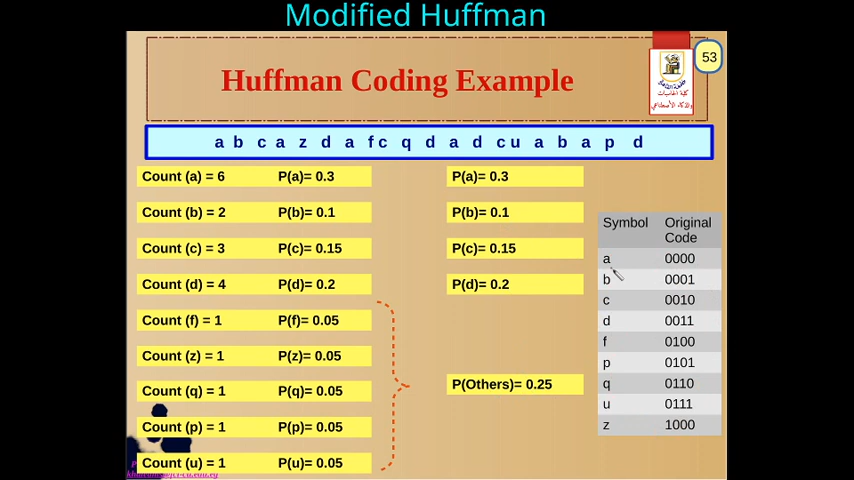 Modified Huffman
Huffman Coding Example
53
a b c a z d a f c q d a d c u a b a p d
Count (a) = 6 P(a)= 0.3
Count (b) = 2 P(b)= 0.1
Count (c) = 3 P(c)= 0.15
Count (d) = 4 P(d)= 0.2
Count (f) = 1 P(f)= 0.05
Count (z) = 1 P(z)= 0.05
Count (q) = 1 P(q)= 0.05
Count (p) = 1 P(p)= 0.05
Count (u) = 1 P(u)= 0.05
P(a)= 0.3
P(b)= 0.1
P(c)= 0.15
P(d)= 0.2
P(Others)= 0.25
Symbol Original Code
a 0000
b 0001
c 0010
d 0011
f 0100
p 0101
q 0110
u 0111
z 1000